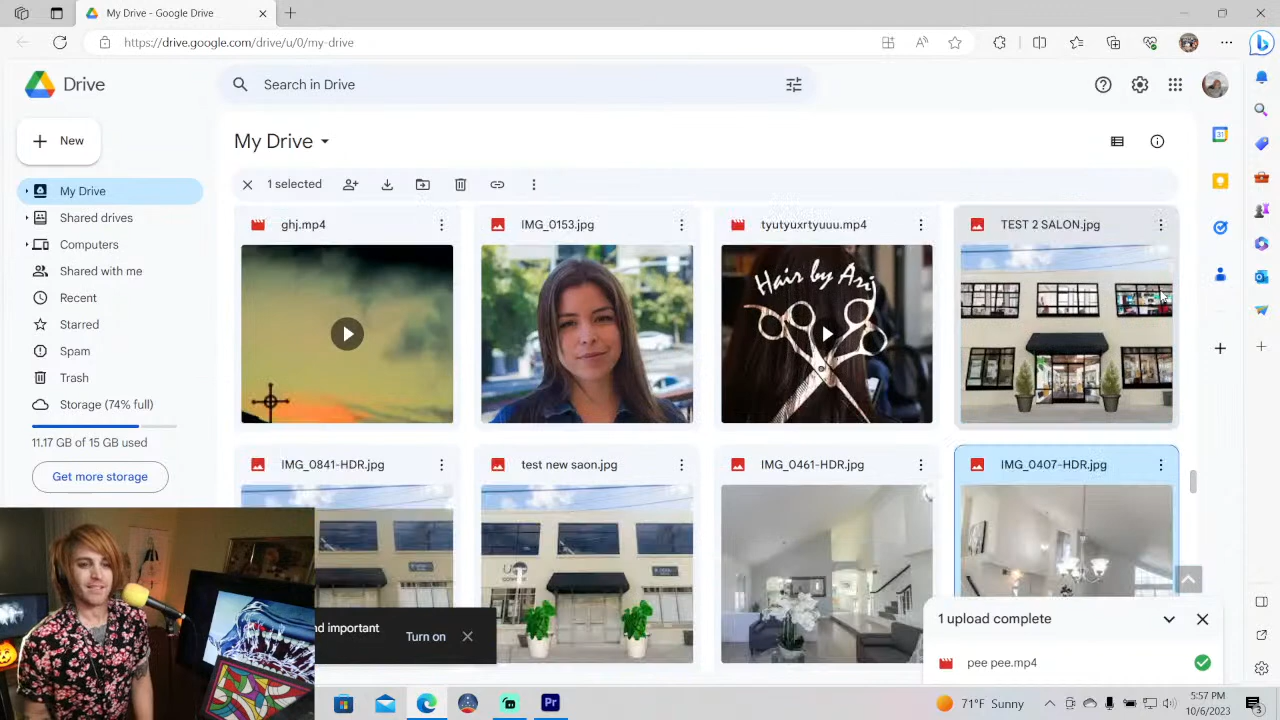 My Drive - Google Drive
https://drive.google.com/drive/u/0/my-drive
Drive
Search in Drive
New
My Drive
1 selected
My Drive
Shared drives
Computers
Shared with me
Recent
Starred
Spam
Trash
Storage (74% full)
11.17 GB of 15 GB used
Get more storage
ghj.mp4
IMG_0153.jpg
tyutyuxrtyuuu.mp4
TEST 2 SALON.jpg
Hair by Ari
IMG_0841-HDR.jpg
test new saon.jpg
IMG_0461-HDR.jpg
IMG_0407-HDR.jpg
nd important
Turn on
1 upload complete
pee pee.mp4
31
Pr
71°F Sunny
5:57 PM
10/6/2023
3